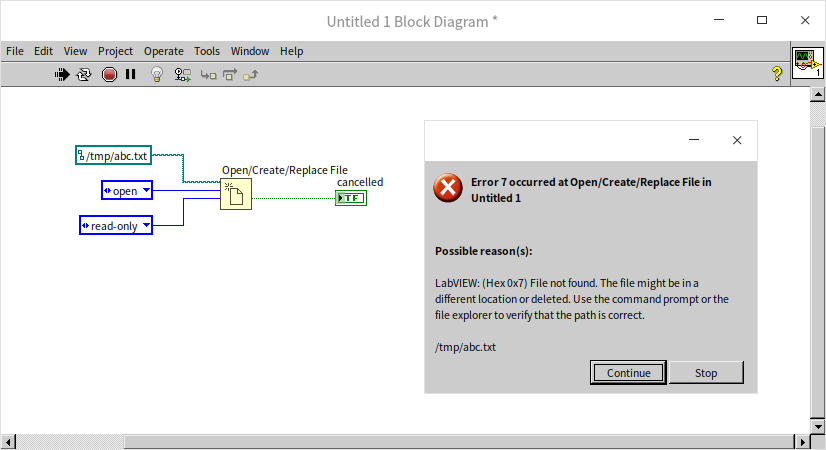 Untitled 1 Block Diagram *
File Edit View Project Operate Tools Window Help
1
/tmp/abc.txt
Open/Create/Replace File
cancelled
open
TF
read-only
Error 7 occurred at Open/Create/Replace File in
Untitled 1
Possible reason(s):
LabVIEW: (Hex 0x7) File not found. The file might be in a
different location or deleted. Use the command prompt or the
file explorer to verify that the path is correct.
/tmp/abc.txt
Continue Stop